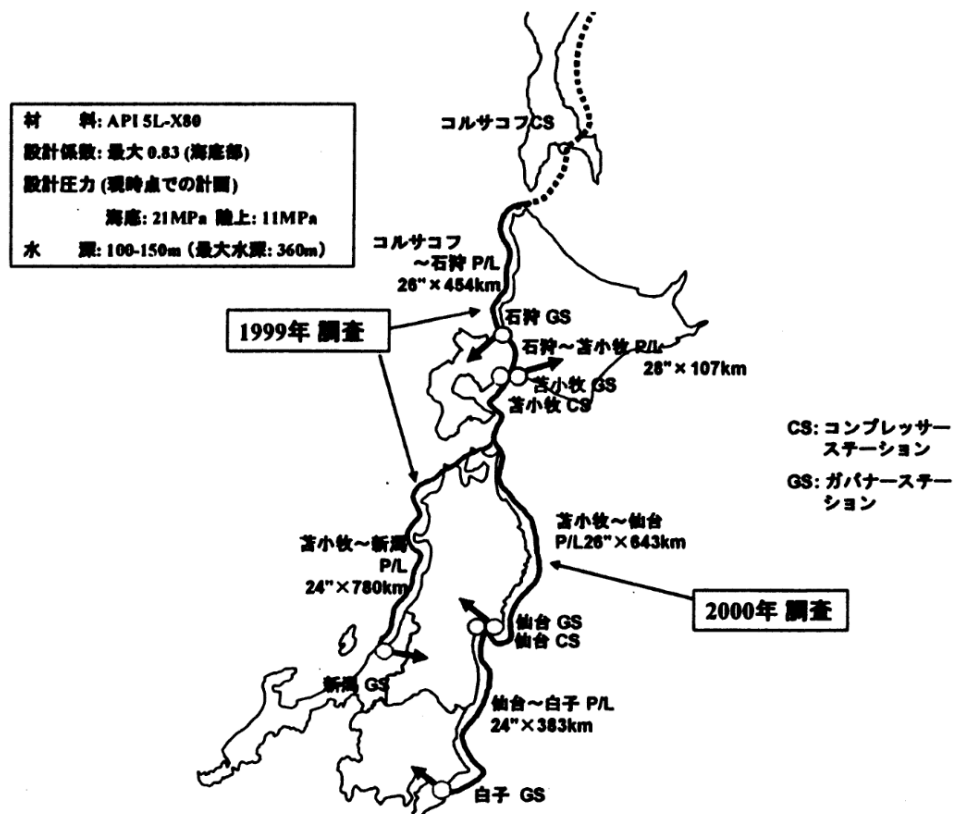 コルサコフCS
材　　料: API 5L-X80
設計係数: 最大 0.83 (海底部)
設計圧力 (現時点での計画)
海底: 21MPa 陸上: 11MPa
水　　深: 100-150m (最大水深: 360m)
コルサコフ
～石狩 P/L
26"×454km
1999年 調査
石狩 GS
石狩～苫小牧 P/L
28"×107km
苫小牧 GS
苫小牧 CS
CS: コンプレッサー
ステーション
GS: ガバナーステー
ション
苫小牧～仙台
P/L26"×643km
苫小牧～新潟
P/L
24"×780km
2000年 調査
仙台 GS
仙台 CS
新潟 GS
仙台～白子 P/L
24"×383km
白子 GS